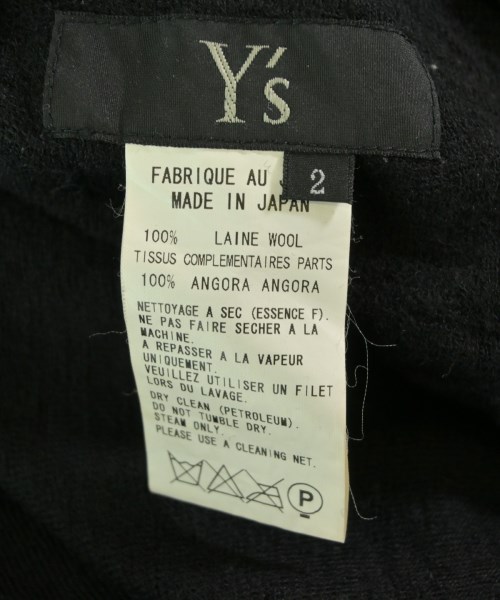 Y's
2
FABRIQUE AU
MADE IN JAPAN
100% LAINE WOOL
TISSUS COMPLEMENTAIRES PARTS
100% ANGORA ANGORA
NETTOYAGE A SEC (ESSENCE F).
NE PAS FAIRE SECHER A LA
MACHINE.
A REPASSER A LA VAPEUR
UNIQUEMENT.
VEUILLEZ UTILISER UN FILET
LORS DU LAVAGE.
DRY CLEAN (PETROLEUM).
DO NOT TUMBLE DRY.
STEAM ONLY.
PLEASE USE A CLEANING NET.
P